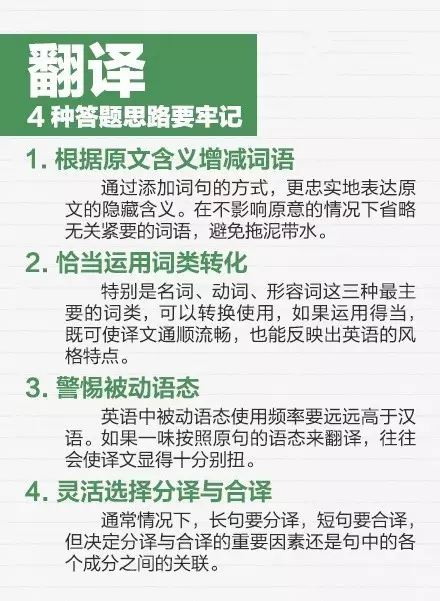 翻译
4种答题思路要牢记
1. 根据原文含义增减词语
通过添加词句的方式，更忠实地表达原
文的隐藏含义。在不影响原意的情况下省略
无关紧要的词语，避免拖泥带水。
2. 恰当运用词类转化
特别是名词、动词、形容词这三种最主
要的词类，可以转换使用，如果运用得当，
既可使译文通顺流畅，也能反映出英语的风
格特点。
3. 警惕被动语态
英语中被动语态使用频率要远远高于汉
语。如果一味按照原句的语态来翻译，往往
会使译文显得十分别扭。
4. 灵活选择分译与合译
通常情况下，长句要分译，短句要合译，
但决定分译与合译的重要因素还是句中的各
个成分之间的关联。